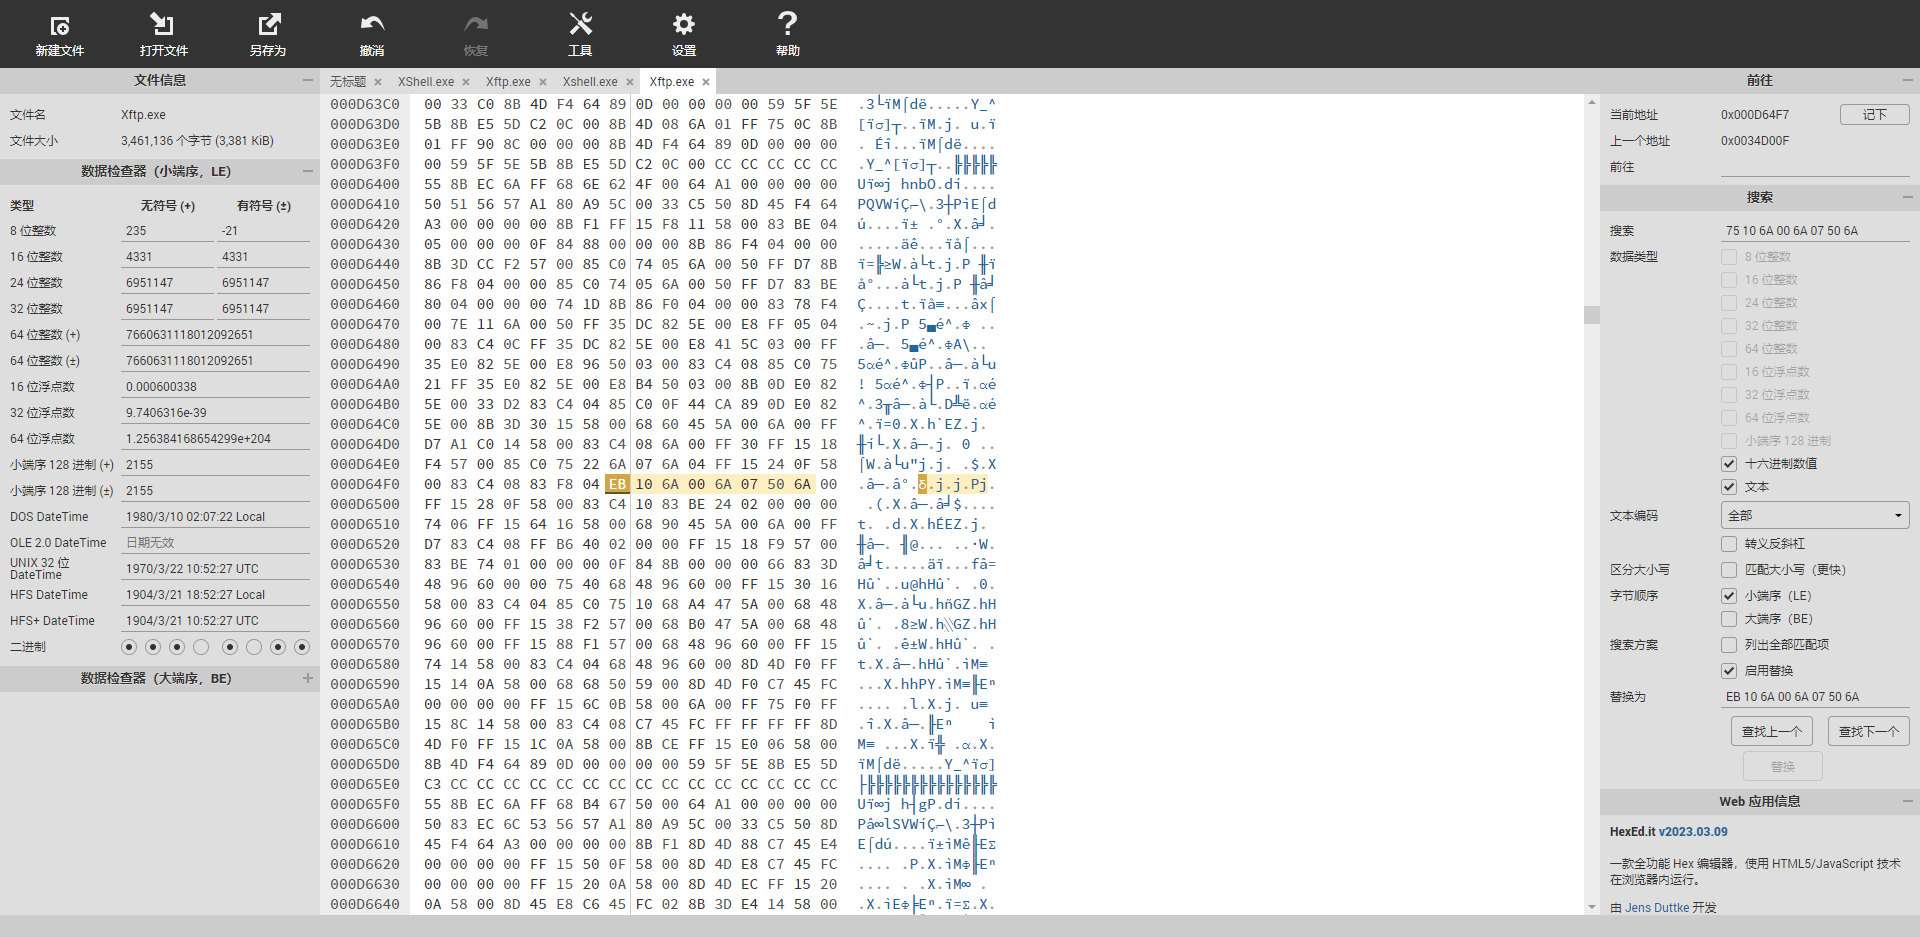 新建文件 打开文件 另存为 撤消 恢复 工具 设置 帮助
文件信息
文件名 Xftp.exe
文件大小 3,461,136 个字节 (3,381 KiB)
数据检查器（小端序，LE）
类型 无符号 (+) 有符号 (±)
8 位整数 235 -21
16 位整数 4331 4331
24 位整数 6951147 6951147
32 位整数 6951147 6951147
64 位整数 (+) 7660631118012092651
64 位整数 (±) 7660631118012092651
16 位浮点数 0.000600338
32 位浮点数 9.7406316e-39
64 位浮点数 1.256384168654299e+204
小端序 128 进制 (+) 2155
小端序 128 进制 (±) 2155
DOS DateTime 1980/3/10 02:07:22 Local
OLE 2.0 DateTime 日期无效
UNIX 32 位
DateTime 1970/3/22 10:52:27 UTC
HFS DateTime 1904/3/21 18:52:27 Local
HFS+ DateTime 1904/3/21 10:52:27 UTC
二进制
数据检查器（大端序，BE）
无标题 XShell.exe Xftp.exe Xshell.exe Xftp.exe
000D63C0 00 33 C0 8B 4D F4 64 89 0D 00 00 00 00 59 5F 5E
000D63D0 5B 8B E5 5D C2 0C 00 8B 4D 08 6A 01 FF 75 0C 8B
000D63E0 01 FF 90 8C 00 00 00 8B 4D F4 64 89 0D 00 00 00
000D63F0 00 59 5F 5E 5B 8B E5 5D C2 0C 00 CC CC CC CC CC
000D6400 55 8B EC 6A FF 68 6E 62 4F 00 64 A1 00 00 00 00
000D6410 50 51 56 57 A1 80 A9 5C 00 33 C5 50 8D 45 F4 64
000D6420 A3 00 00 00 00 8B F1 FF 15 F8 11 58 00 83 BE 04
000D6430 05 00 00 00 0F 84 88 00 00 00 8B 86 F4 04 00 00
000D6440 8B 3D CC F2 57 00 85 C0 74 05 6A 00 50 FF D7 8B
000D6450 86 F8 04 00 00 85 C0 74 05 6A 00 50 FF D7 83 BE
000D6460 80 04 00 00 00 74 1D 8B 86 F0 04 00 00 83 78 F4
000D6470 00 7E 11 6A 00 50 FF 35 DC 82 5E 00 E8 FF 05 04
000D6480 00 83 C4 0C FF 35 DC 82 5E 00 E8 41 5C 03 00 FF
000D6490 35 E0 82 5E 00 E8 96 50 03 00 83 C4 08 85 C0 75
000D64A0 21 FF 35 E0 82 5E 00 E8 B4 50 03 00 8B 0D E0 82
000D64B0 5E 00 33 D2 83 C4 04 85 C0 0F 44 CA 89 0D E0 82
000D64C0 5E 00 8B 3D 30 15 58 00 68 60 45 5A 00 6A 00 FF
000D64D0 D7 A1 C0 14 58 00 83 C4 08 6A 00 FF 30 FF 15 18
000D64E0 F4 57 00 85 C0 75 22 6A 07 6A 04 FF 15 24 0F 58
000D64F0 00 83 C4 08 83 F8 04 EB 10 6A 00 6A 07 50 6A 00
000D6500 FF 15 28 0F 58 00 83 C4 10 83 BE 24 02 00 00 00
000D6510 74 06 FF 15 64 16 58 00 68 90 45 5A 00 6A 00 FF
000D6520 D7 83 C4 08 FF B6 40 02 00 00 FF 15 18 F9 57 00
000D6530 83 BE 74 01 00 00 00 0F 84 8B 00 00 00 66 83 3D
000D6540 48 96 60 00 00 75 40 68 48 96 60 00 FF 15 30 16
000D6550 58 00 83 C4 04 85 C0 75 10 68 A4 47 5A 00 68 48
000D6560 96 60 00 FF 15 38 F2 57 00 68 B0 47 5A 00 68 48
000D6570 96 60 00 FF 15 88 F1 57 00 68 48 96 60 00 FF 15
000D6580 74 14 58 00 83 C4 04 68 48 96 60 00 8D 4D F0 FF
000D6590 15 14 0A 58 00 68 68 50 59 00 8D 4D F0 C7 45 FC
000D65A0 00 00 00 00 FF 15 6C 0B 58 00 6A 00 FF 75 F0 FF
000D65B0 15 8C 14 58 00 83 C4 08 C7 45 FC FF FF FF FF 8D
000D65C0 4D F0 FF 15 1C 0A 58 00 8B CE FF 15 E0 06 58 00
000D65D0 8B 4D F4 64 89 0D 00 00 00 00 59 5F 5E 8B E5 5D
000D65E0 C3 CC CC CC CC CC CC CC CC CC CC CC CC CC CC CC
000D65F0 55 8B EC 6A FF 68 B4 67 50 00 64 A1 00 00 00 00
000D6600 50 83 EC 6C 53 56 57 A1 80 A9 5C 00 33 C5 50 8D
000D6610 45 F4 64 A3 00 00 00 00 8B F1 8D 4D 88 C7 45 E4
000D6620 00 00 00 00 FF 15 50 0F 58 00 8D 4D E8 C7 45 FC
000D6630 00 00 00 00 FF 15 20 0A 58 00 8D 4D EC FF 15 20
000D6640 0A 58 00 8D 45 E8 C6 45 FC 02 8B 3D E4 14 58 00
前往
当前地址 0x000D64F7 记下
上一个地址 0x0034D00F
前往
搜索
搜索 75 10 6A 00 6A 07 50 6A
数据类型 8 位整数
16 位整数
24 位整数
32 位整数
64 位整数
16 位浮点数
32 位浮点数
64 位浮点数
小端序 128 进制
十六进制数值
文本
文本编码 全部
转义反斜杠
区分大小写 匹配大小写（更快）
字节顺序 小端序（LE）
大端序（BE）
搜索方案 列出全部匹配项
启用替换
替换为 EB 10 6A 00 6A 07 50 6A
查找上一个 查找下一个
替换
Web 应用信息
HexEd.it v2023.03.09
一款全功能 Hex 编辑器，使用 HTML5/JavaScript 技术
在浏览器内运行。
由 Jens Duttke 开发